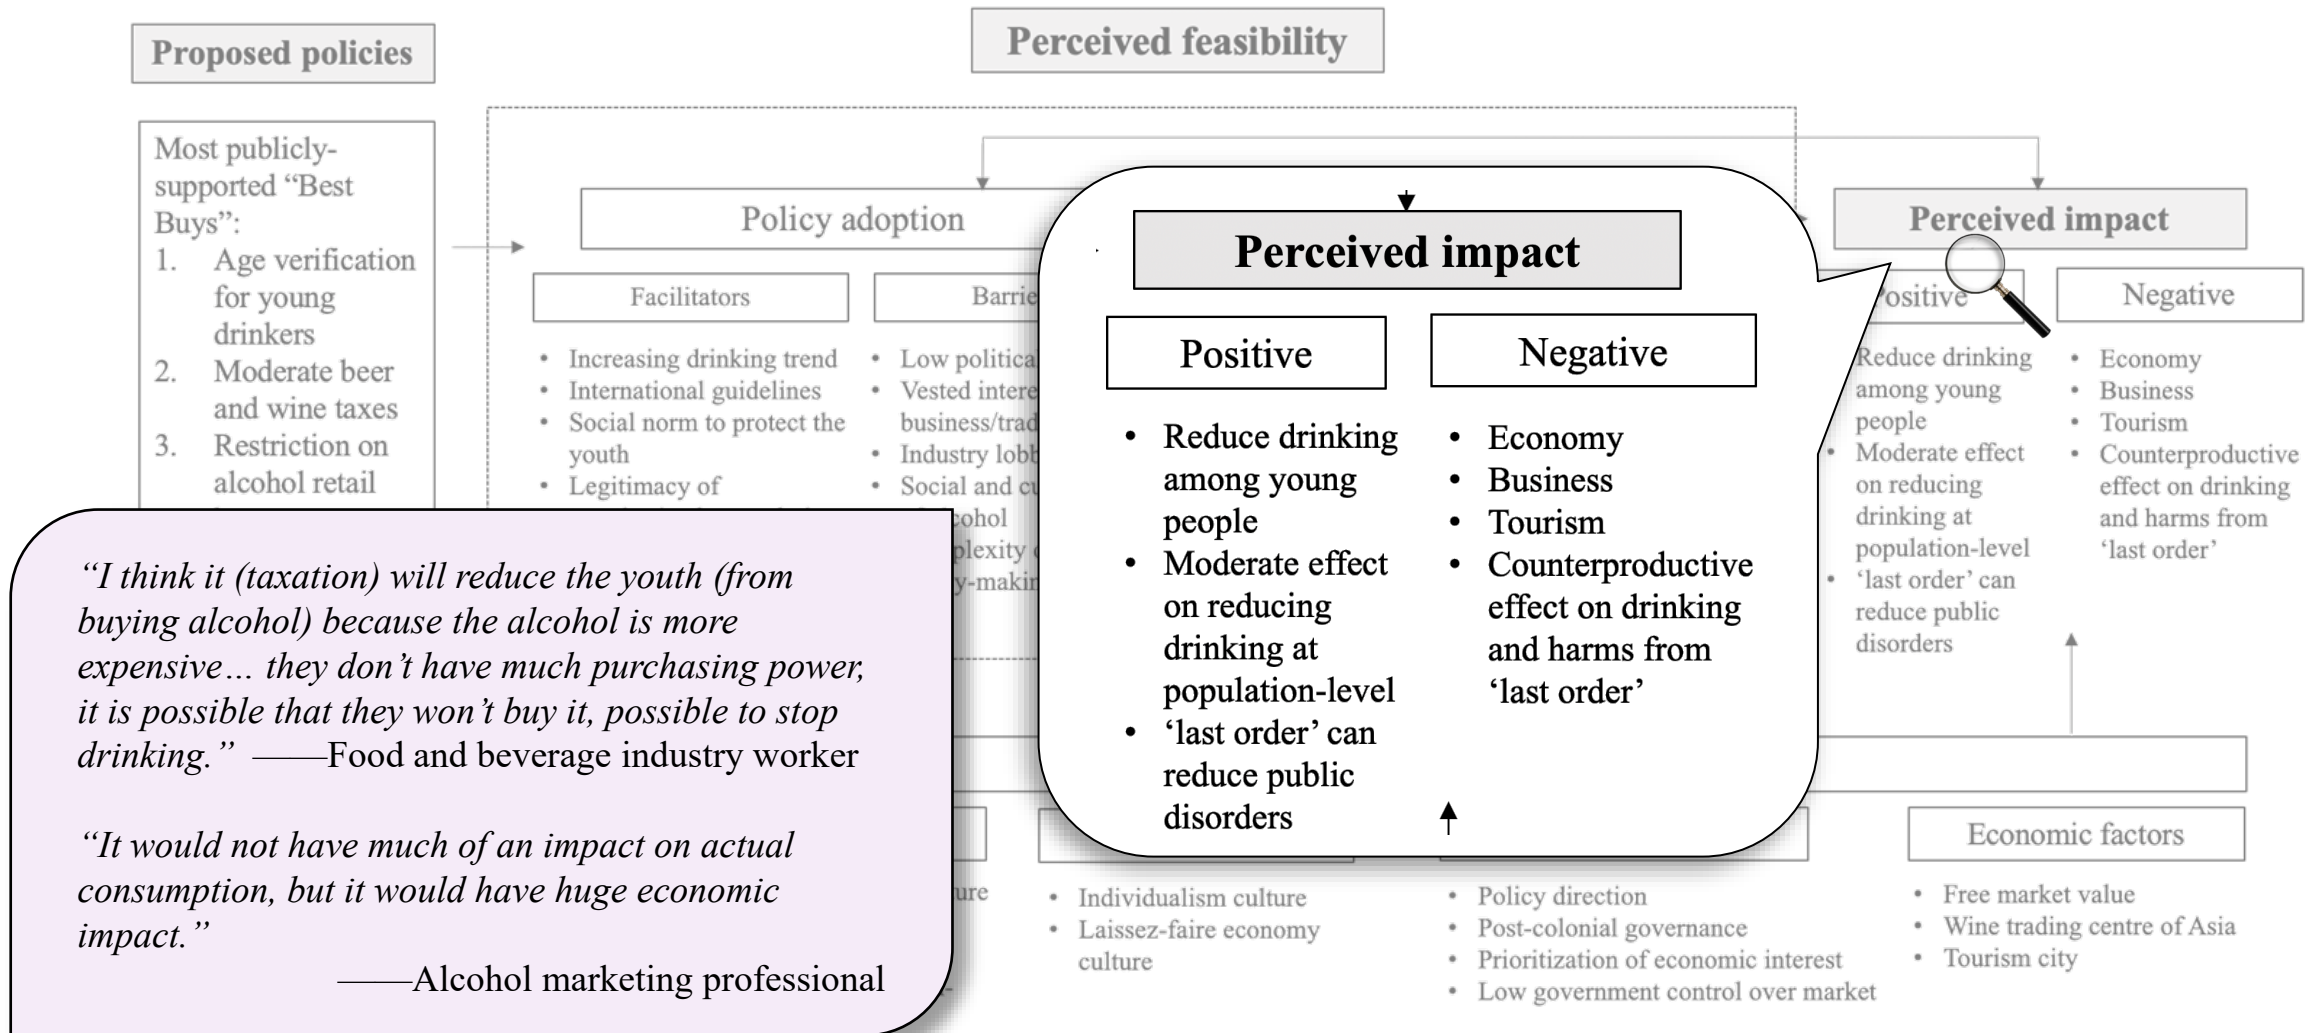 Proposed policies
Perceived feasibility
Most publicly-
supported “Best
Buys”:
1. Age verification
for young
drinkers
2. Moderate beer
and wine taxes
3. Restriction on
alcohol retail
Policy adoption
Facilitators
• Increasing drinking trend
• International guidelines
• Social norm to protect the
youth
• Legitimacy of
Barrie
• Low politica
• Vested intere
business/trad
• Industry lobb
• Social and cu
cohol
plexity
y-makin
Perceived impact
Positive
• Reduce drinking
among young
people
• Moderate effect
on reducing
drinking at
population-level
• ‘last order’ can
reduce public
disorders
Negative
• Economy
• Business
• Tourism
• Counterproductive
effect on drinking
and harms from
‘last order’
Perceived impact
ositive
Reduce drinking
among young
people
• Moderate effect
on reducing
drinking at
population-level
• ‘last order’ can
reduce public
disorders
Negative
• Economy
• Business
• Tourism
• Counterproductive
effect on drinking
and harms from
‘last order’
“I think it (taxation) will reduce the youth (from
buying alcohol) because the alcohol is more
expensive… they don’t have much purchasing power,
it is possible that they won’t buy it, possible to stop
drinking.” ——Food and beverage industry worker
“It would not have much of an impact on actual
consumption, but it would have huge economic
impact.”
——Alcohol marketing professional
ure
• Individualism culture
• Laissez-faire economy
culture
• Policy direction
• Post-colonial governance
• Prioritization of economic interest
• Low government control over market
Economic factors
• Free market value
• Wine trading centre of Asia
• Tourism city